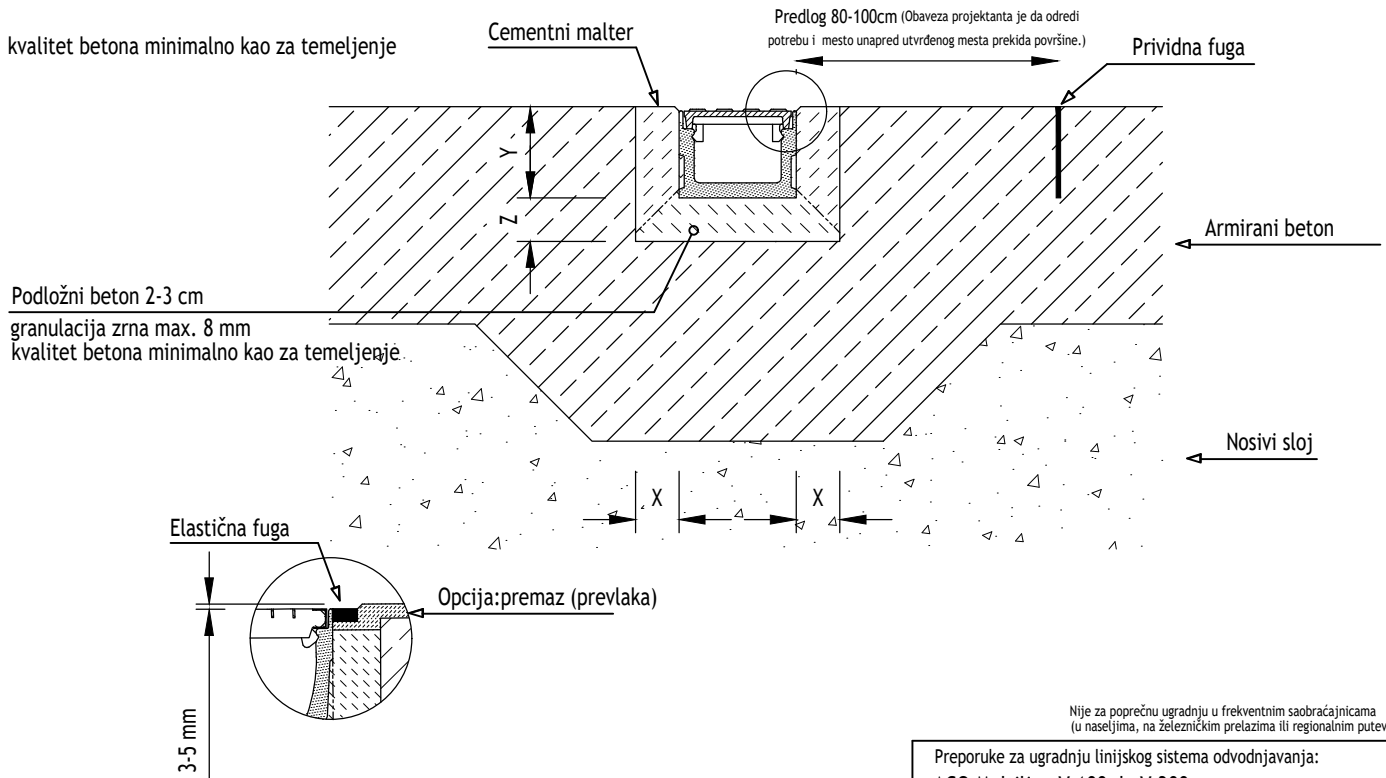 Predlog 80-100cm (Obaveza projektanta je da odredi
potrebu i mesto unapred utvrđenog mesta prekida površine.)
kvalitet betona minimalno kao za temeljenje
Cementni malter
Prividna fuga
Y
Z
Armirani beton
Podložni beton 2-3 cm
granulacija zrna max. 8 mm
kvalitet betona minimalno kao za temeljenje
Nosivi sloj
X
X
Elastična fuga
Opcija:premaz (prevlaka)
3-5 mm
Nije za poprečnu ugradnju u frekventnim saobraćajnicama
(u naseljima, na železničkim prelazima ili regionalnim putev
Preporuke za ugradnju linijskog sistema odvodnjavanja: